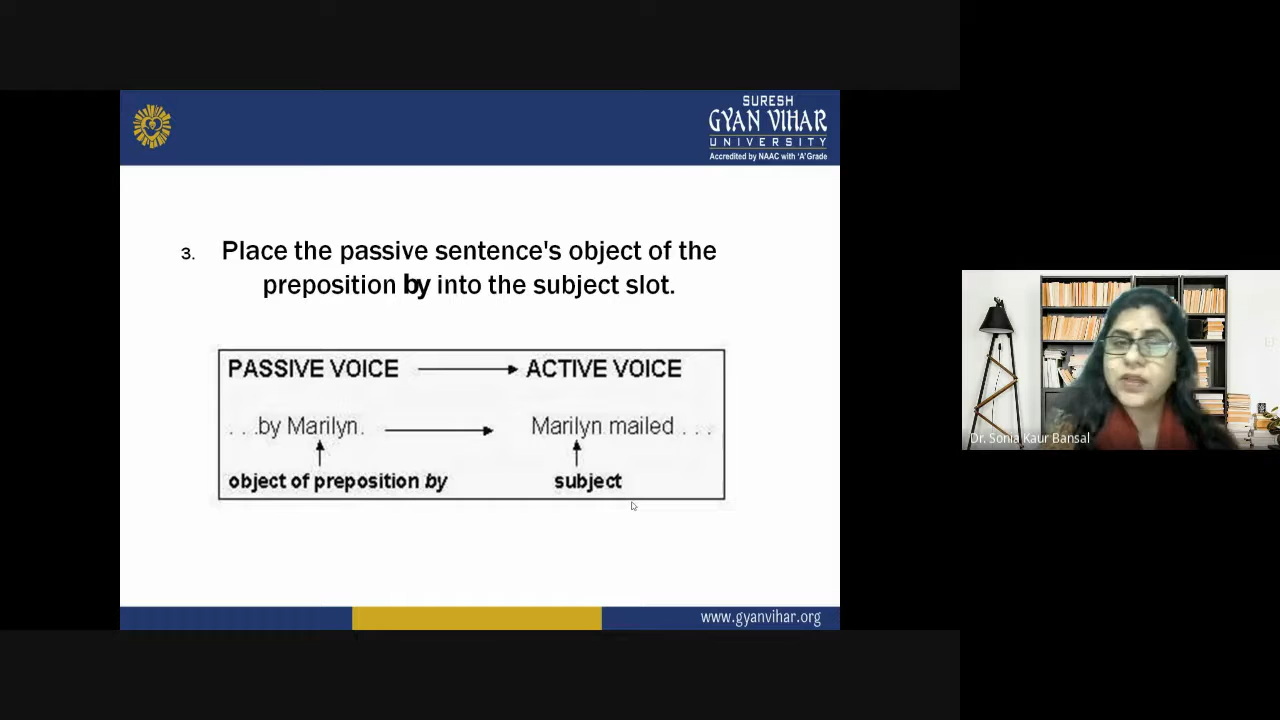 SURESH
GYAN VIHAR
UNIVERSITY
Accredited by NAAC with 'A' Grade
3. Place the passive sentence's object of the
preposition by into the subject slot.
PASSIVE VOICE ACTIVE VOICE
. . .by Marilyn. Marilyn mailed . . .
object of preposition by subject
Dr. Sonia Kaur Bansal
www.gyanvihar.org